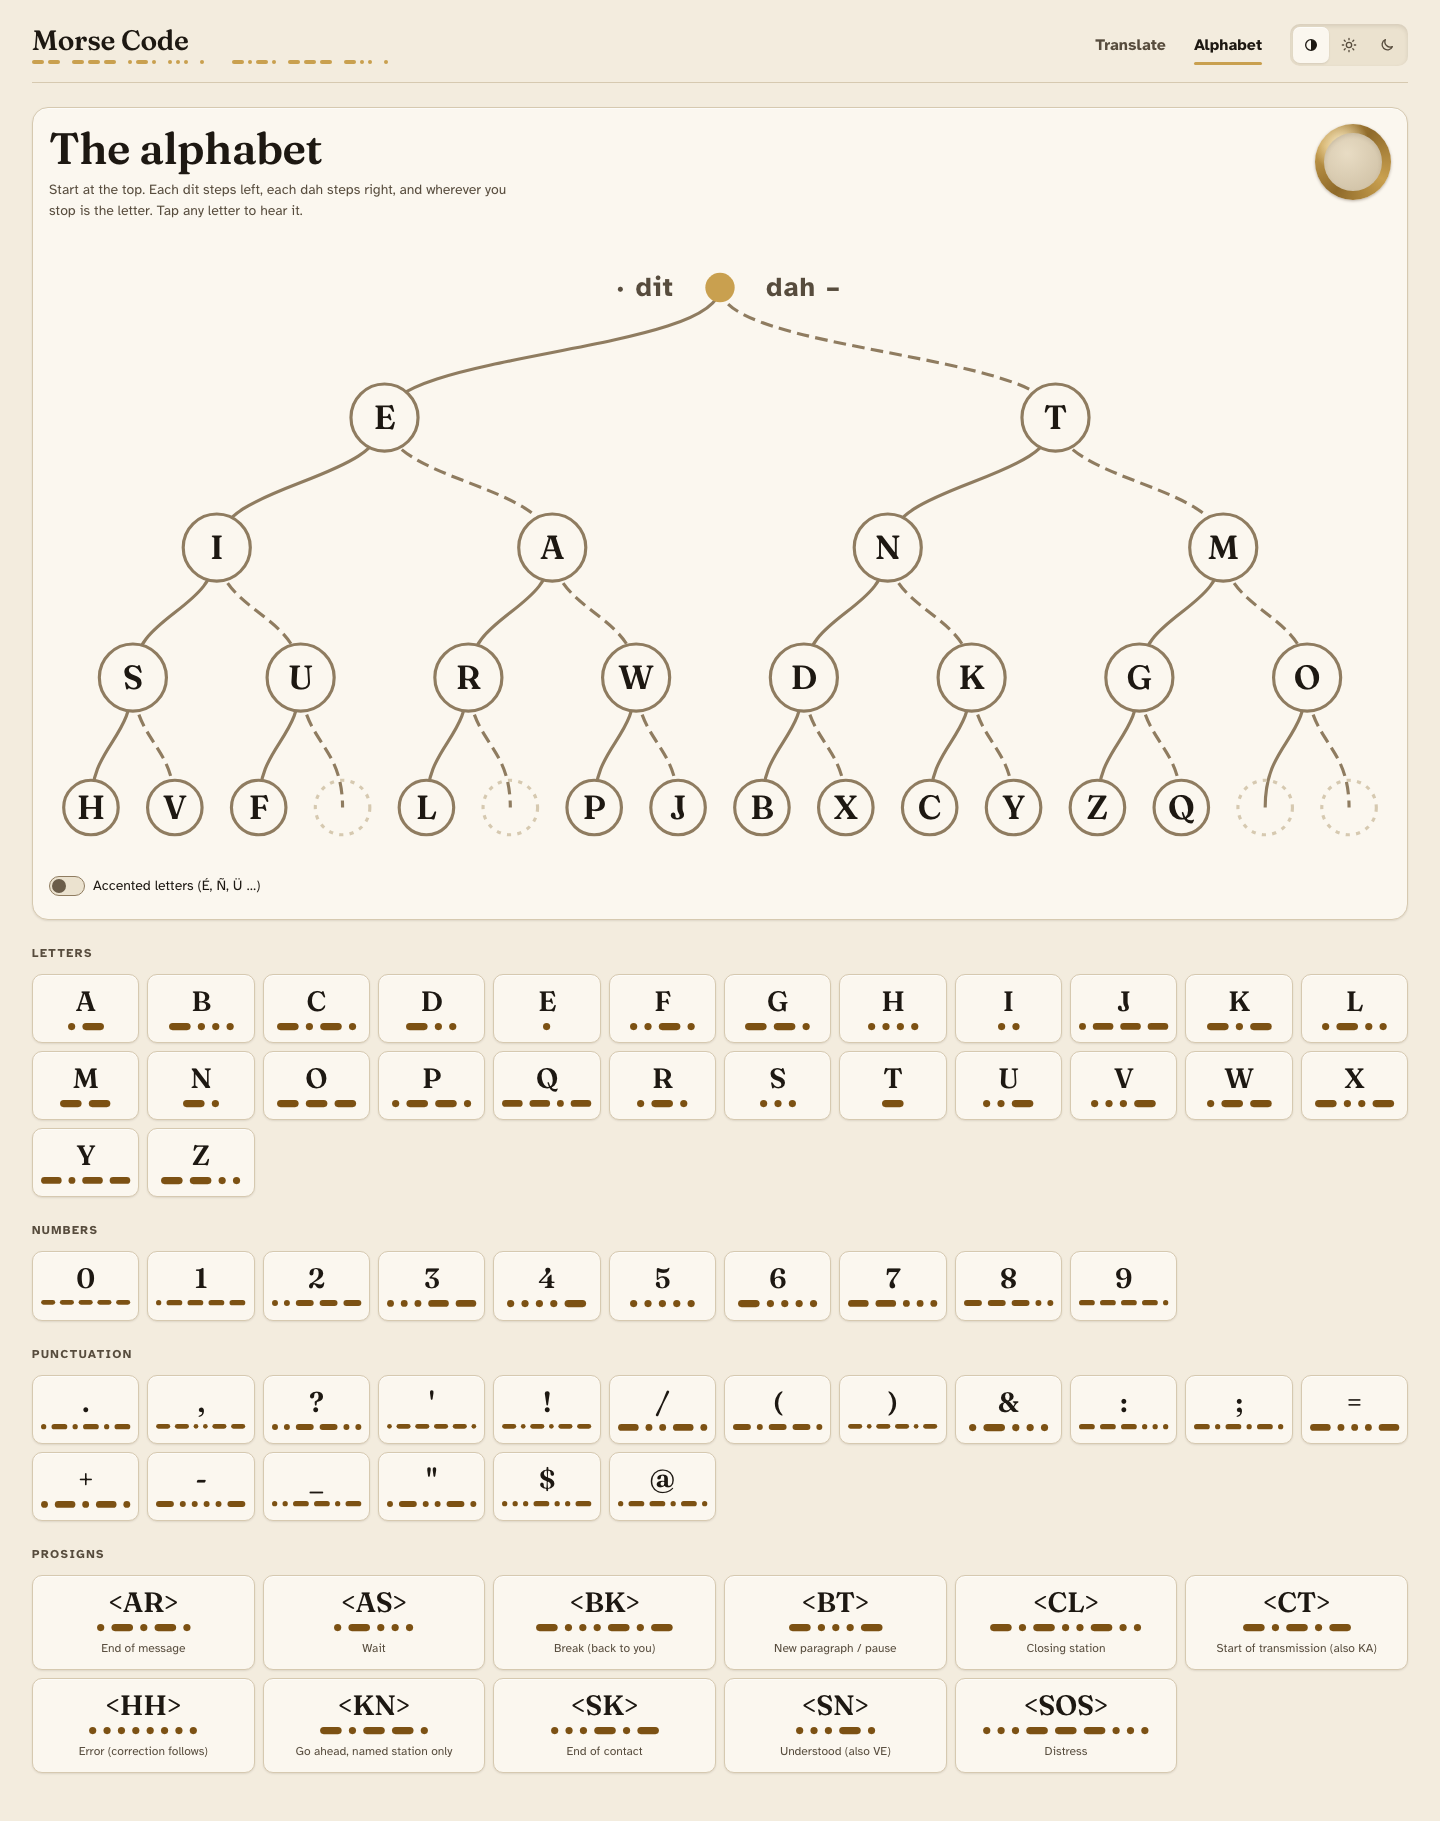 Morse Code
Translate
Alphabet
The alphabet
Start at the top. Each dit steps left, each dah steps right, and wherever you
stop is the letter. Tap any letter to hear it.
· dit dah –
E T
I A N M
S U R W D K G O
H V F L P J B X C Y Z Q
Accented letters (É, Ñ, Ü ...)
LETTERS
A B C D E F G H I J K L
M N O P Q R S T U V W X
Y Z
NUMBERS
0 1 2 3 4 5 6 7 8 9
PUNCTUATION
. , ? ' ! / ( ) & : ; =
+ - _ " $ @
PROSIGNS
<AR> <AS> <BK> <BT> <CL> <CT>
End of message Wait Break (back to you) New paragraph / pause Closing station Start of transmission (also KA)
<HH> <KN> <SK> <SN> <SOS>
Error (correction follows) Go ahead, named station only End of contact Understood (also VE) Distress